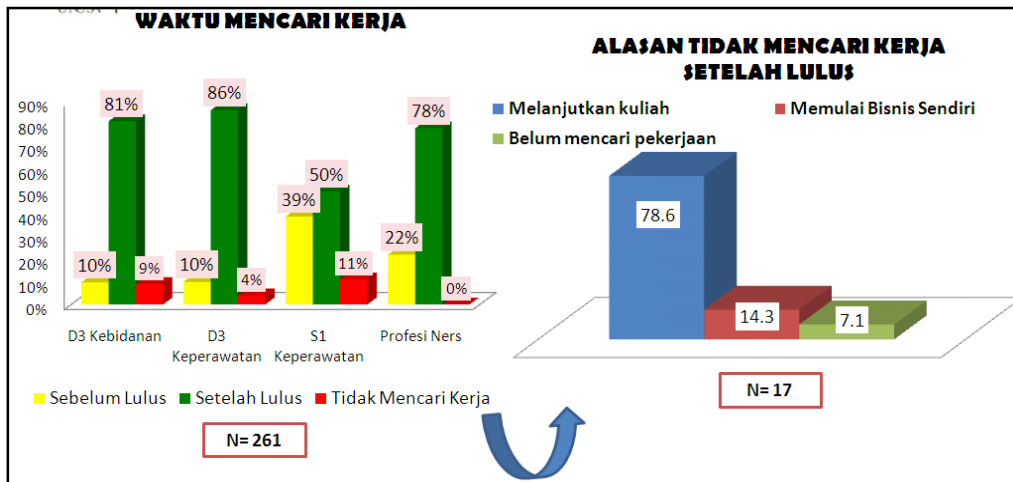 WAKTU MENCARI KERJA
90%
80%
70%
60%
50%
40%
30%
20%
10%
0%
10%
81%
9%
10%
86%
4%
39%
50%
11%
22%
78%
0%
D3 Kebidanan
D3
Keperawatan
S1
Keperawatan
Profesi Ners
Sebelum Lulus
Setelah Lulus
Tidak Mencari Kerja
N= 261
ALASAN TIDAK MENCARI KERJA
SETELAH LULUS
Melanjutkan kuliah
Memulai Bisnis Sendiri
Belum mencari pekerjaan
78.6
14.3
7.1
N= 17